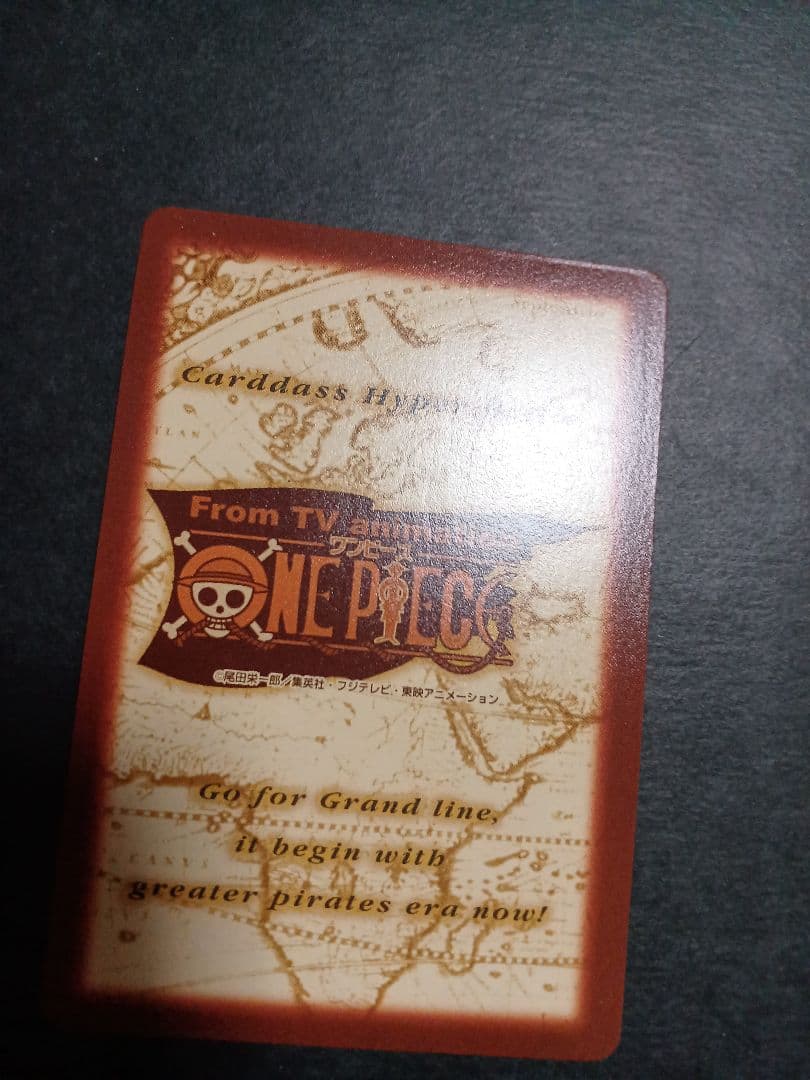 Carddass Hyper
From TV animation
ワンピース
ONE PIECE
©尾田栄一郎／集英社・フジテレビ・東映アニメーション
Go for Grand line,
it begin with
greater pirates era now!